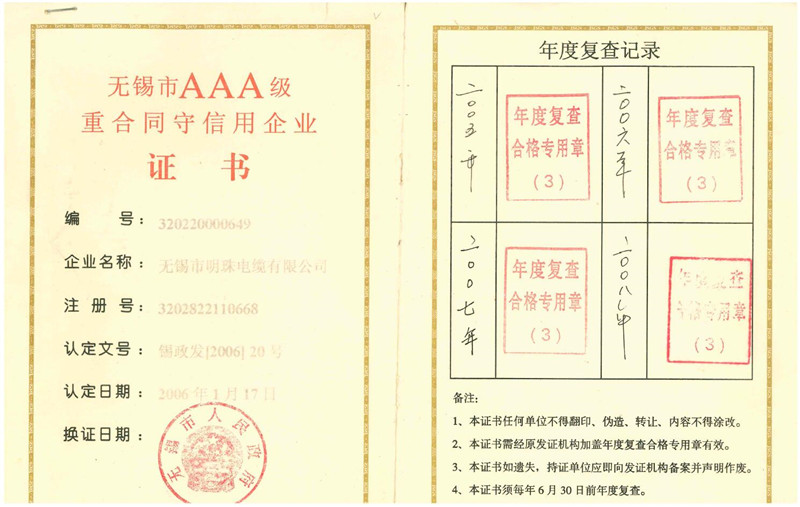 无锡市AAA级
重合同守信用企业
证 书
编 号： 320220000649
企业名称： 无锡市明珠电缆有限公司
注 册 号： 3202822110668
认定文号： 锡政发[2006] 20号
认定日期： 2006年1月17日
换证日期：
无锡市人民政府
年度复查记录
二〇〇五年
年度复查
合格专用章
（3）
二〇〇六年
年度复查
合格专用章
（3）
二〇〇七年
年度复查
合格专用章
（3）
二〇〇八年
年度复查
合格专用章
（3）
备注:
1、本证书任何单位不得翻印、伪造、转让、内容不得涂改。
2、本证书需经原发证机构加盖年度复查合格专用章有效。
3、本证书如遗失，持证单位应即向发证机构备案并声明作废。
4、本证书须每年6月30日前年度复查。